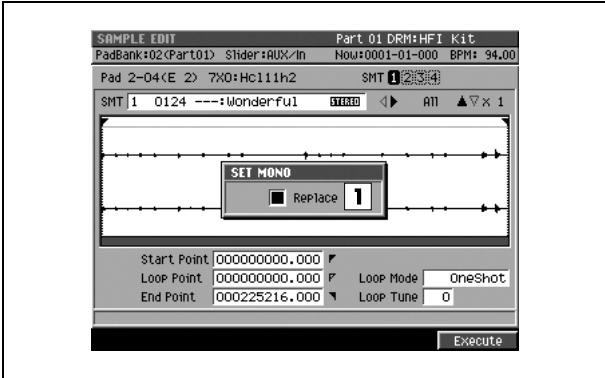 SAMPLE EDIT Part 01 DRM:HFI Kit
PadBank:02(Part01) Slider:AUX/In Now:0001-01-000 BPM: 94.00
Pad 2-04(E 2) 7X0:Hcl11h2 SMT 1 2 3 4
SMT 1 0124 ---:Wonderful STEREO All x 1
SET MONO
Replace 1
Start Point 000000000.000
Loop Point 000000000.000 Loop Mode OneShot
End Point 000225216.000 Loop Tune 0
Execute